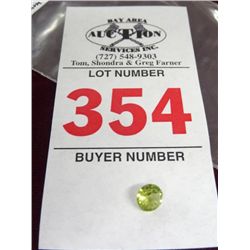 BAY AREA
AUCTION
SERVICES INC.
(727) 548-9303
Tom, Shondra & Greg Farner
LOT NUMBER
354
BUYER NUMBER